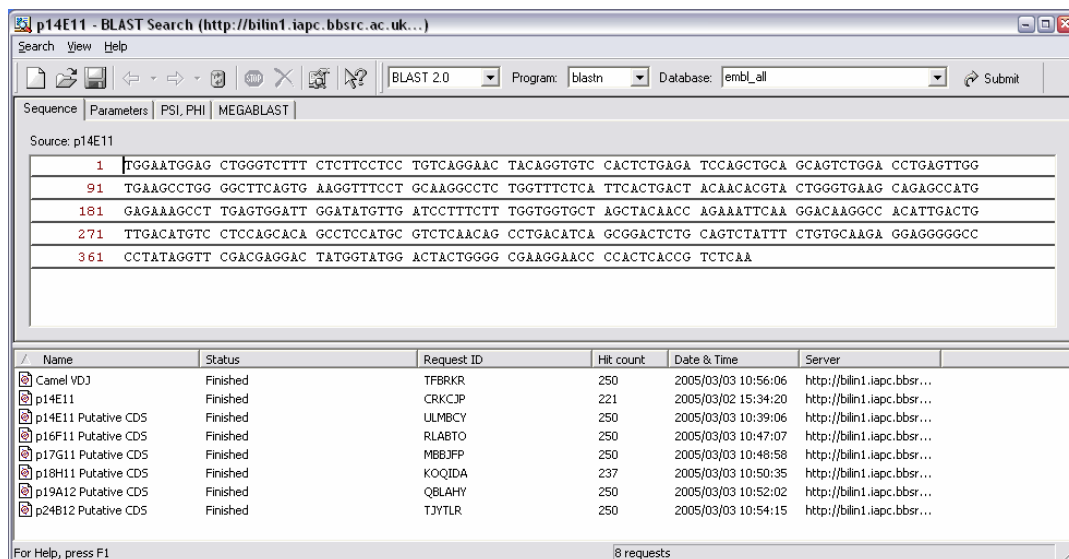 p14E11 - BLAST Search (http://bilin1.iapc.bbsrc.ac.uk...)
Search View Help
STOP BLAST 2.0 Program: blastn Database: embl_all Submit
Sequence Parameters PSI, PHI MEGABLAST
Source: p14E11
1 TGGAATGGAG CTGGGTCTTT CTCTTCCTCC TGTCAGGAAC TACAGGTGTC CACTCTGAGA TCCAGCTGCA GCAGTCTGGA CCTGAGTTGG
91 TGAAGCCTGG GGCTTCAGTG AAGGTTTCCT GCAAGGCCTC TGGTTTCTCA TTCACTGACT ACAACACGTA CTGGGTGAAG CAGAGCCATG
181 GAGAAAGCCT TGAGTGGATT GGATATGTTG ATCCTTTCTT TGGTGGTGCT AGCTACAACC AGAAATTCAA GGACAAGGCC ACATTGACTG
271 TTGACATGTC CTCCAGCACA GCCTCCATGC GTCTCAACAG CCTGACATCA GCGGACTCTG CAGTCTATTT CTGTGCAAGA GGAGGGGGCC
361 CCTATAGGTT CGACGAGGAC TATGGTATGG ACTACTGGGG CGAAGGAACC CCACTCACCG TCTCAA
Name Status Request ID Hit count Date & Time Server
Camel VDJ Finished TFBRKR 250 2005/03/03 10:56:06 http://bilin1.iapc.bbsr...
p14E11 Finished CRKCJP 221 2005/03/02 15:34:20 http://bilin1.iapc.bbsr...
p14E11 Putative CDS Finished ULMBCY 250 2005/03/03 10:39:06 http://bilin1.iapc.bbsr...
p16F11 Putative CDS Finished RLABTO 250 2005/03/03 10:47:07 http://bilin1.iapc.bbsr...
p17G11 Putative CDS Finished MBBJFP 250 2005/03/03 10:48:58 http://bilin1.iapc.bbsr...
p18H11 Putative CDS Finished KOQIDA 237 2005/03/03 10:50:35 http://bilin1.iapc.bbsr...
p19A12 Putative CDS Finished QBLAHY 250 2005/03/03 10:52:02 http://bilin1.iapc.bbsr...
p24B12 Putative CDS Finished TJYTLR 250 2005/03/03 10:54:15 http://bilin1.iapc.bbsr...
For Help, press F1 8 requests